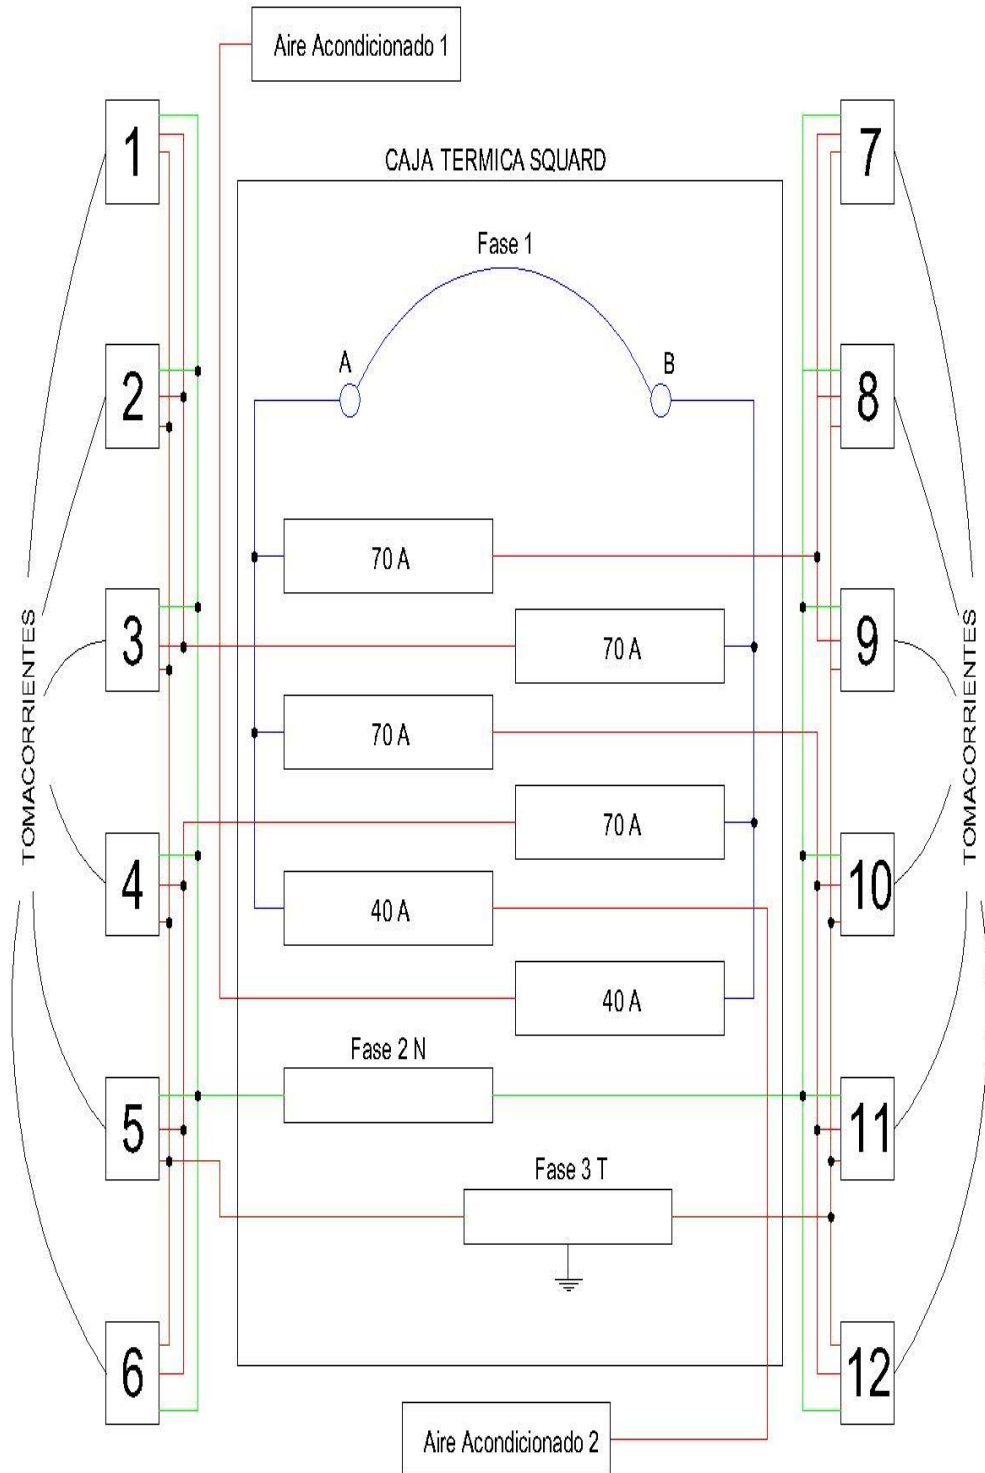 Aire Acondicionado 1
CAJA TERMICA SQUARD
Fase 1
A
B
1
2
3
4
5
6
7
8
9
10
11
12
TOMACORRIENTES
TOMACORRIENTES
70 A
70 A
70 A
70 A
40 A
40 A
Fase 2 N
Fase 3 T
Aire Acondicionado 2